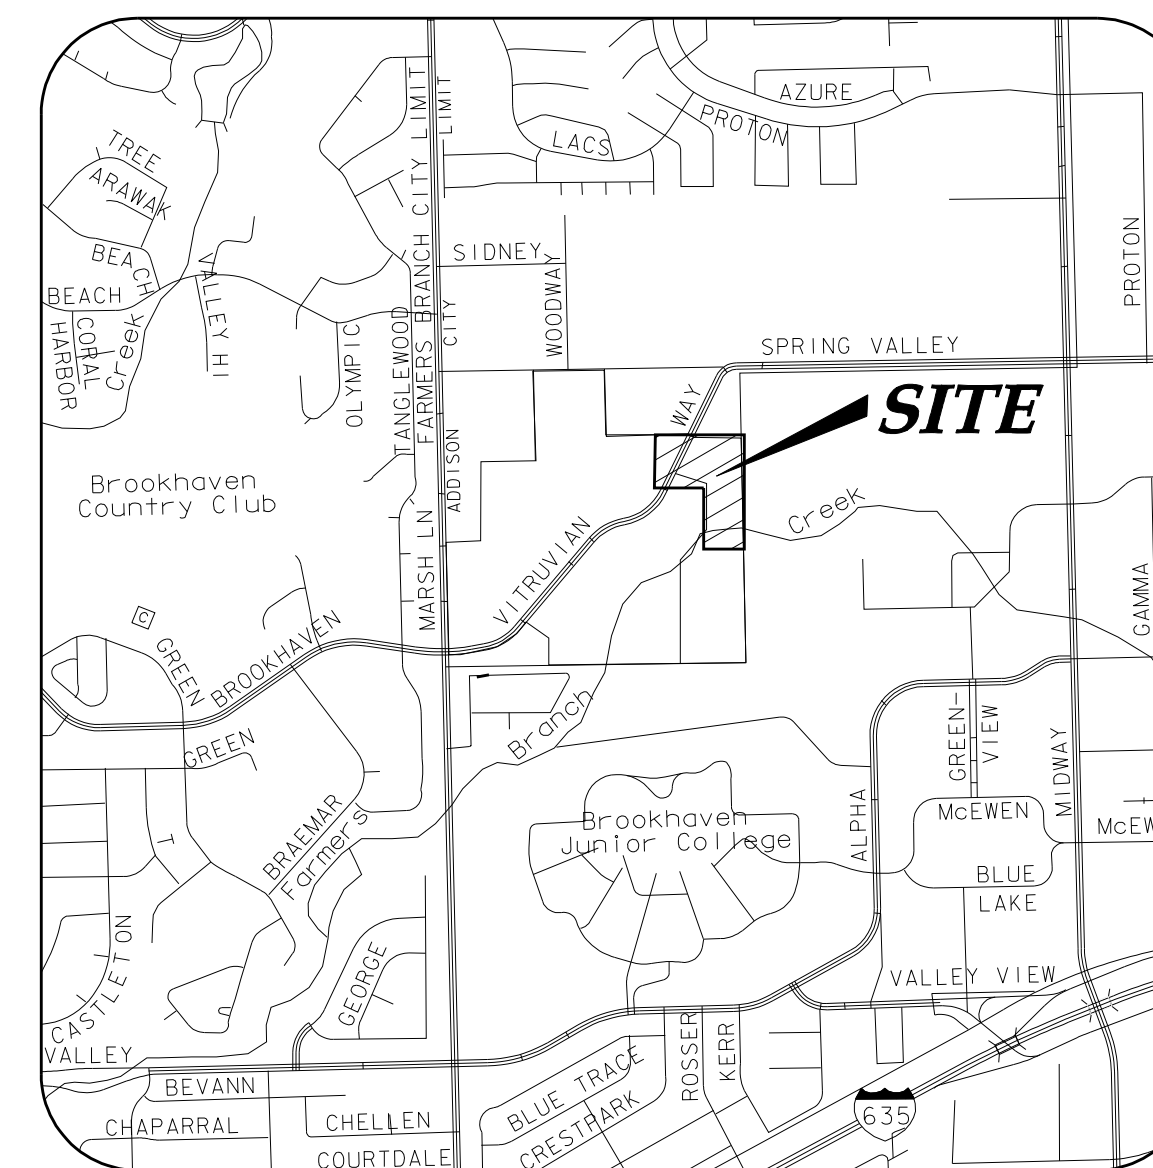 AZURE
PROTON
LACS
TREE
ARAWAK
BEACH
BEACH
CORAL
HARBOR
Creek
VALLEY HI
OLYMPIC
TANGLEWOOD
FARMERS BRANCH CITY LIMIT
ADDISON CITY LIMIT
SIDNEY
WOODWAY
PROTON
SPRING VALLEY
WAY
SITE
Brookhaven
Country Club
Creek
VITRUVIAN
MARSH LN
GAMMA
C
GREEN
BROOKHAVEN
GREEN
Branch
GREEN-
VIEW
MIDWAY
McEWEN
McEW
ALPHA
Brookhaven
Junior College
BLUE
LAKE
BRAEMAR
Farmers
T
CASTLETON
GEORGE
VALLEY VIEW
VALLEY
BEVANN
CHAPARRAL
CHELLEN
COURTDALE
BLUE TRACE
CRESTPARK
ROSSER
KERR
635